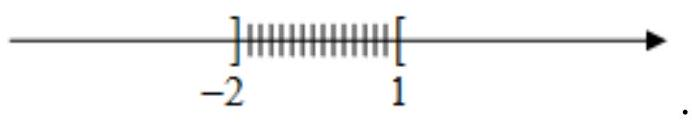 ] [
−2 1 .